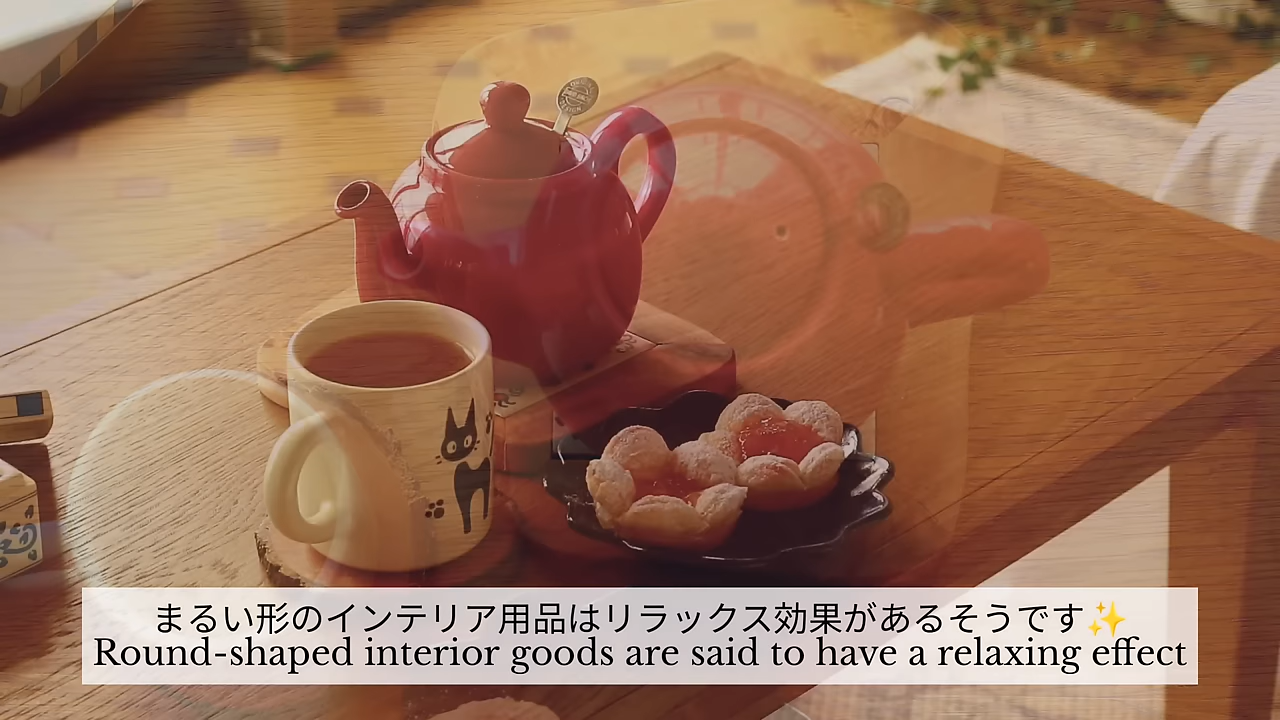 まるい形のインテリア用品はリラックス効果があるそうです✨
Round-shaped interior goods are said to have a relaxing effect